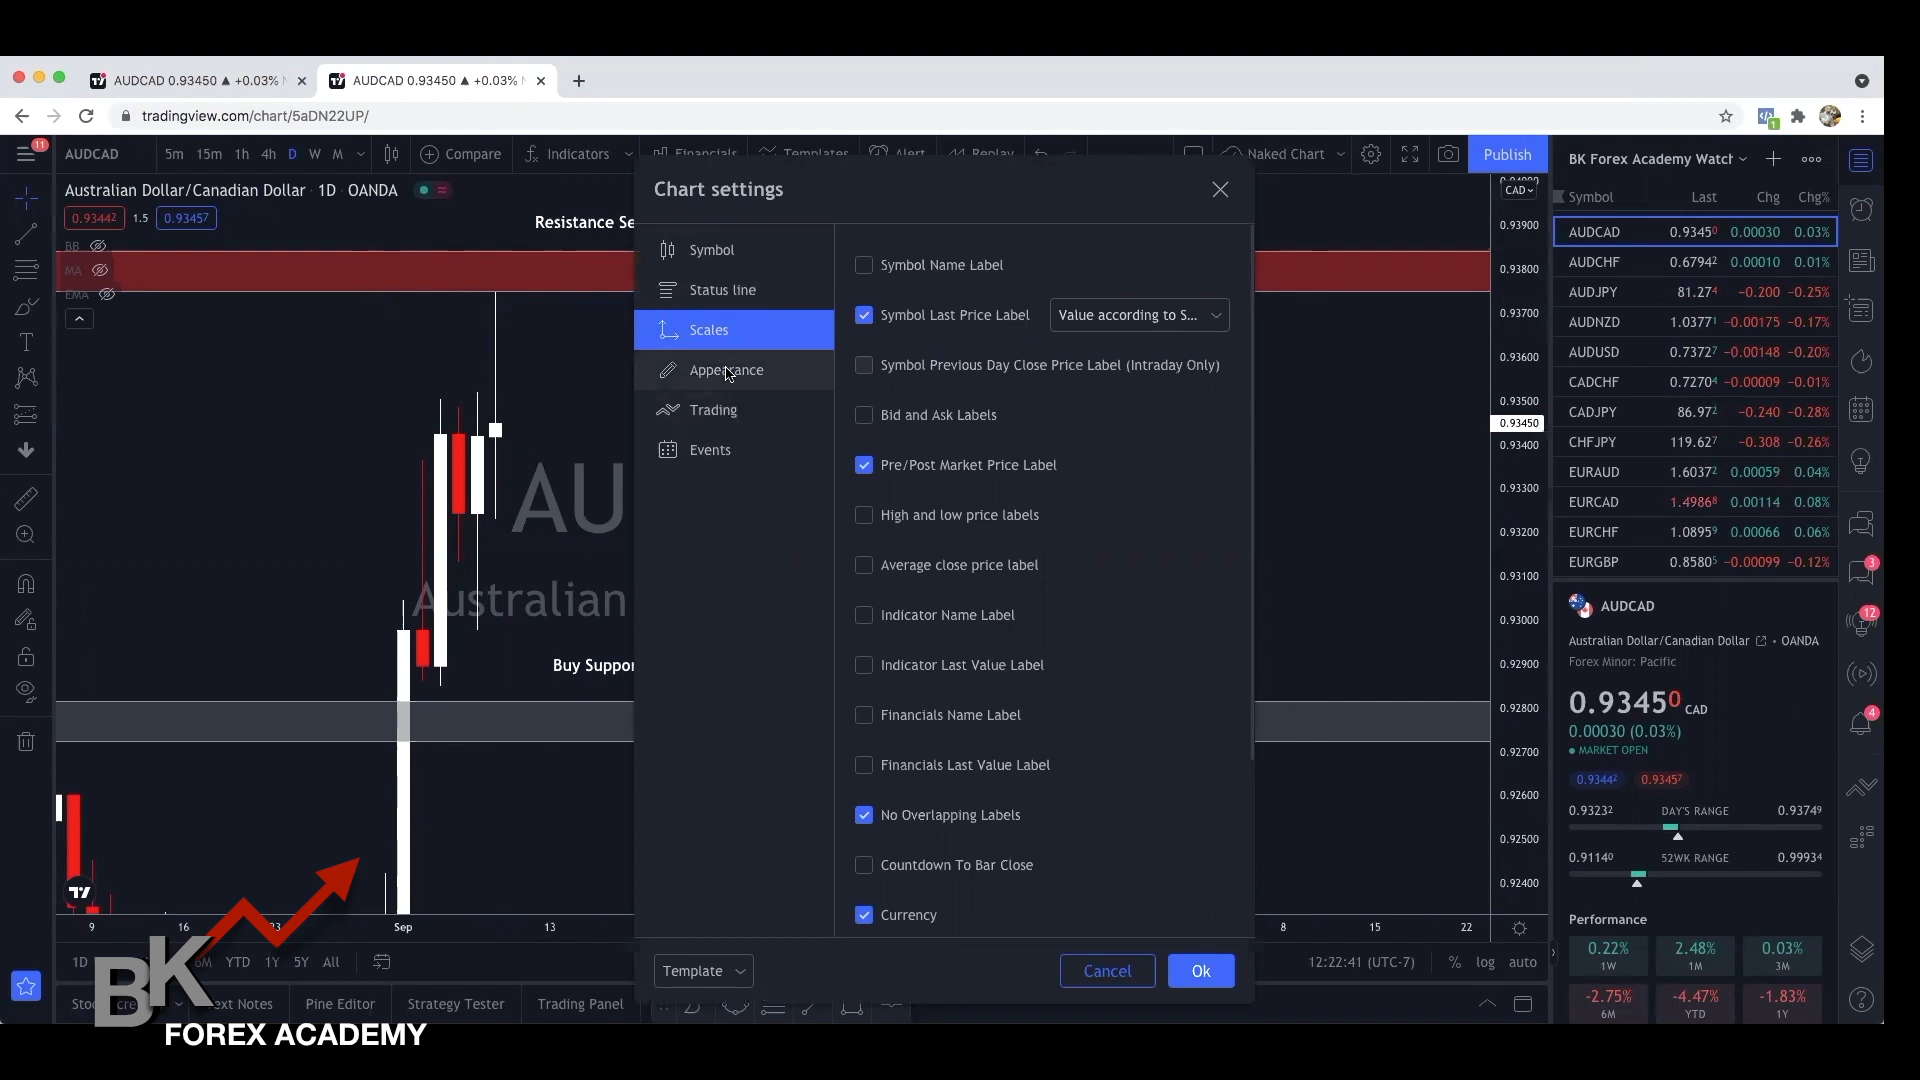 AUDCAD 0.93450 ▲ +0.03%
AUDCAD 0.93450 ▲ +0.03%
tradingview.com/chart/5aDN22UP/
11
AUDCAD 5m 15m 1h 4h D W M Compare Indicators Financials Templates Alert Replay Naked Chart Publish
Australian Dollar/Canadian Dollar · 1D · OANDA
0.93442 1.5 0.93457
BB
MA
EMA
Resistance Se
Buy Suppor
AU
Australian
Chart settings
Symbol
Status line
Scales
Appearance
Trading
Events
Symbol Name Label
Symbol Last Price Label Value according to S...
Symbol Previous Day Close Price Label (Intraday Only)
Bid and Ask Labels
Pre/Post Market Price Label
High and low price labels
Average close price label
Indicator Name Label
Indicator Last Value Label
Financials Name Label
Financials Last Value Label
No Overlapping Labels
Countdown To Bar Close
Currency
Template Cancel Ok
CAD
0.93900
0.93800
0.93700
0.93600
0.93500
0.93450
0.93400
0.93300
0.93200
0.93100
0.93000
0.92900
0.92800
0.92700
0.92600
0.92500
0.92400
9 16 23 Sep 13 8 15 22
1D 6M YTD 1Y 5Y All 12:22:41 (UTC-7) % log auto
Text Notes Pine Editor Strategy Tester Trading Panel
BK Forex Academy Watch
Symbol Last Chg Chg%
AUDCAD 0.93450 0.00030 0.03%
AUDCHF 0.67942 0.00010 0.01%
AUDJPY 81.274 −0.200 −0.25%
AUDNZD 1.03771 −0.00175 −0.17%
AUDUSD 0.73727 −0.00148 −0.20%
CADCHF 0.72704 −0.00009 −0.01%
CADJPY 86.972 −0.240 −0.28%
CHFJPY 119.627 −0.308 −0.26%
EURAUD 1.60372 0.00059 0.04%
EURCAD 1.49868 0.00114 0.08%
EURCHF 1.08959 0.00066 0.06%
EURGBP 0.85805 −0.00099 −0.12%
AUDCAD
Australian Dollar/Canadian Dollar • OANDA
Forex Minor: Pacific
0.93450 CAD
0.00030 (0.03%)
MARKET OPEN
0.93442 0.93457
0.93232 DAY'S RANGE 0.93749
0.91140 52WK RANGE 0.99934
Performance
0.22% 2.48% 0.03%
1W 1M 3M
-2.75% -4.47% -1.83%
6M YTD 1Y
1
3
12
4
BK
FOREX ACADEMY